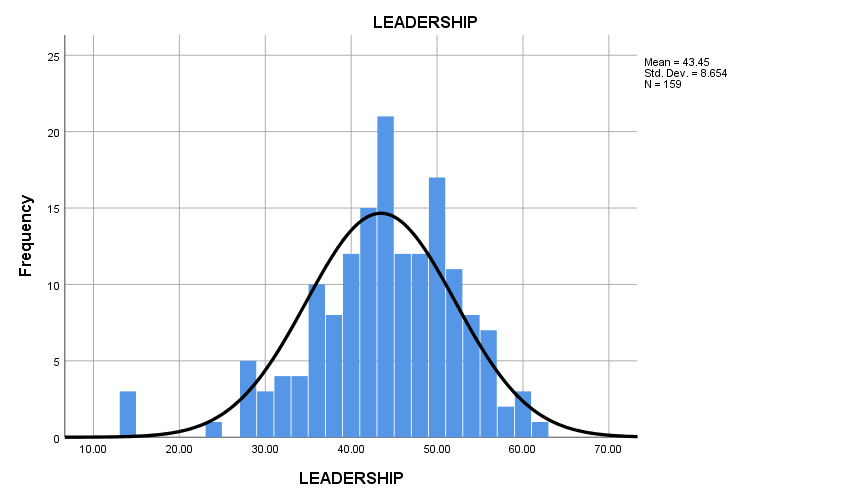 LEADERSHIP
25
20
15
10
5
0
Frequency
10.00 20.00 30.00 40.00 50.00 60.00 70.00
LEADERSHIP
Mean = 43.45
Std. Dev. = 8.654
N = 159